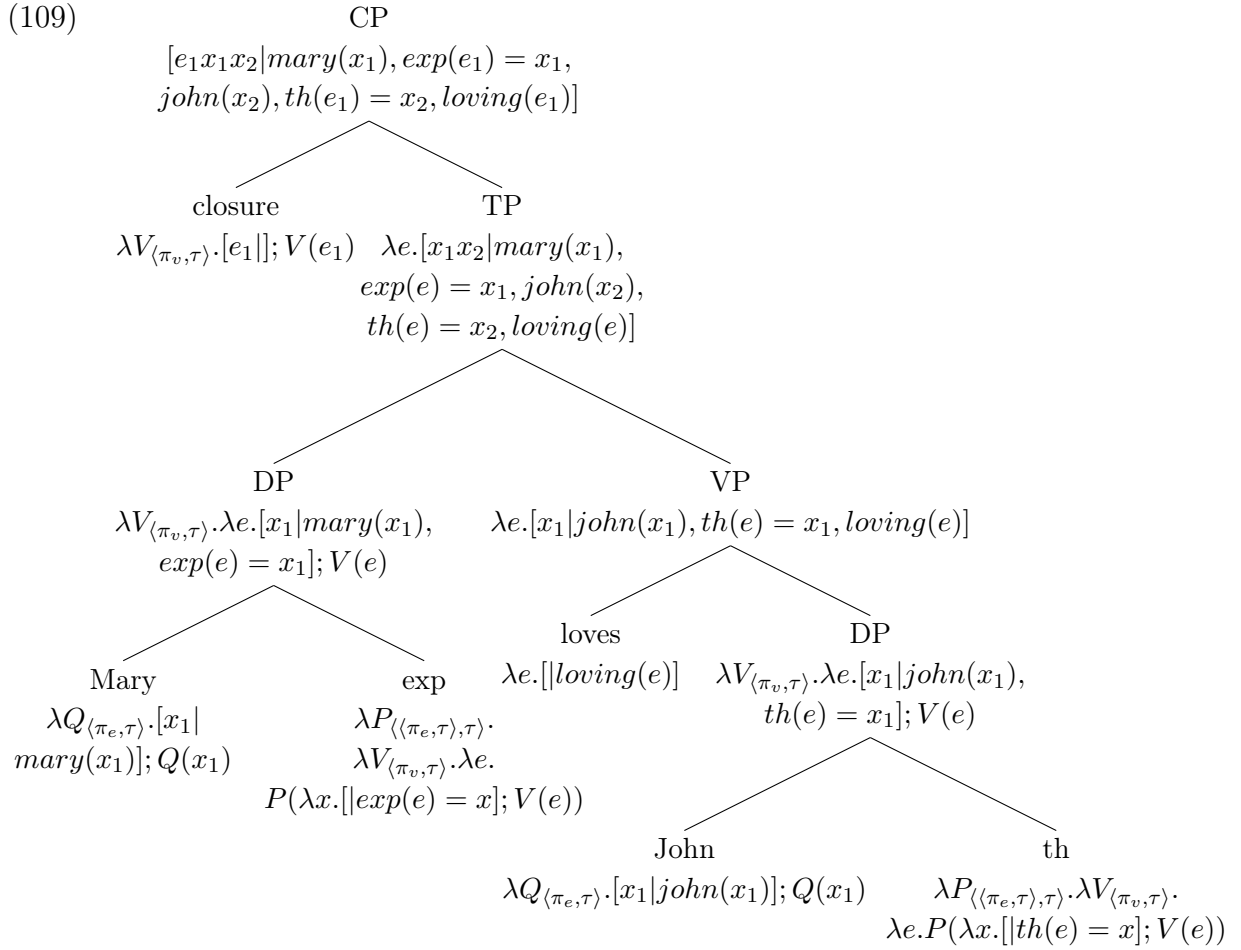 (109) CP
[e₁x₁x₂|mary(x₁), exp(e₁) = x₁,
john(x₂), th(e₁) = x₂, loving(e₁)]
closure TP
λV⟨πᵥ,τ⟩.[e₁|]; V(e₁) λe.[x₁x₂|mary(x₁),
exp(e) = x₁, john(x₂),
th(e) = x₂, loving(e)]
DP VP
λV⟨πᵥ,τ⟩.λe.[x₁|mary(x₁), λe.[x₁|john(x₁), th(e) = x₁, loving(e)]
exp(e) = x₁]; V(e)
loves DP
λe.[|loving(e)] λV⟨πᵥ,τ⟩.λe.[x₁|john(x₁),
th(e) = x₁]; V(e)
Mary exp
λQ⟨πₑ,τ⟩.[x₁| λP⟨⟨πₑ,τ⟩,τ⟩.
mary(x₁)]; Q(x₁) λV⟨πᵥ,τ⟩.λe.
P(λx.[|exp(e) = x]; V(e))
John th
λQ⟨πₑ,τ⟩.[x₁|john(x₁)]; Q(x₁) λP⟨⟨πₑ,τ⟩,τ⟩.λV⟨πᵥ,τ⟩.
λe.P(λx.[|th(e) = x]; V(e))